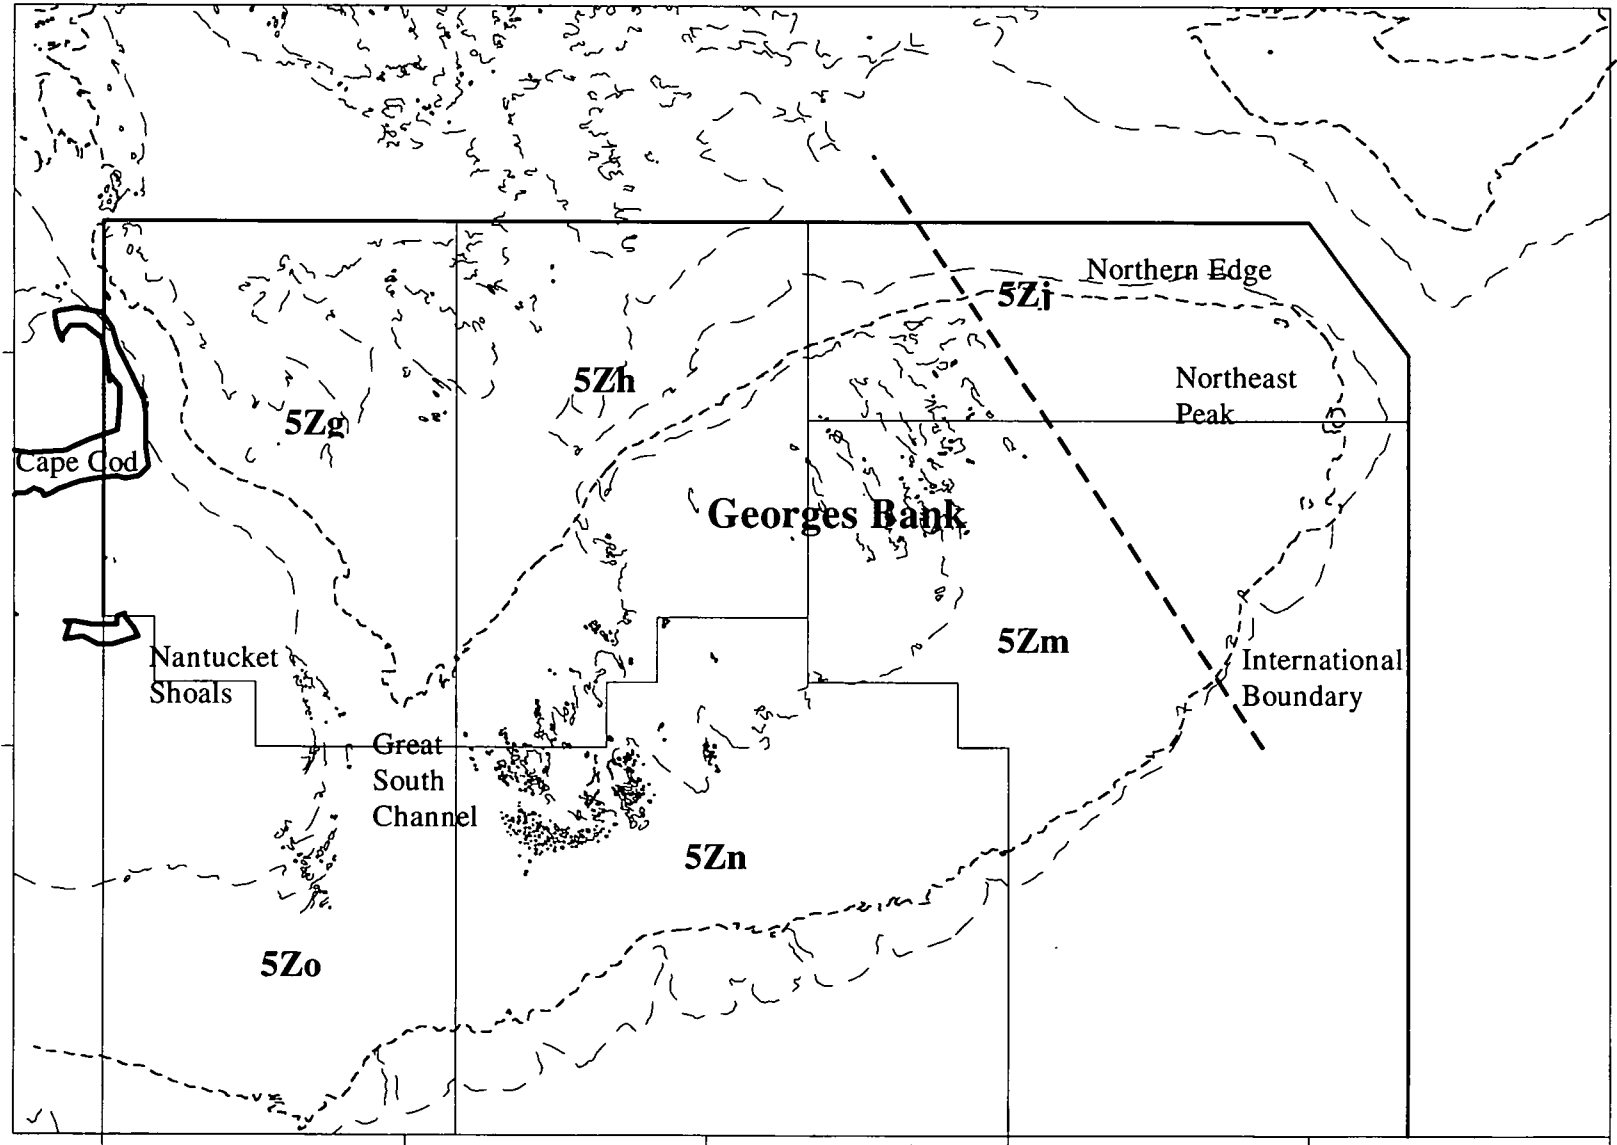 Northern Edge
5Zj
Northeast
Peak
5Zh
5Zg
Cape Cod
Georges Bank
5Zm
Nantucket
Shoals
International
Boundary
Great
South
Channel
5Zn
5Zo